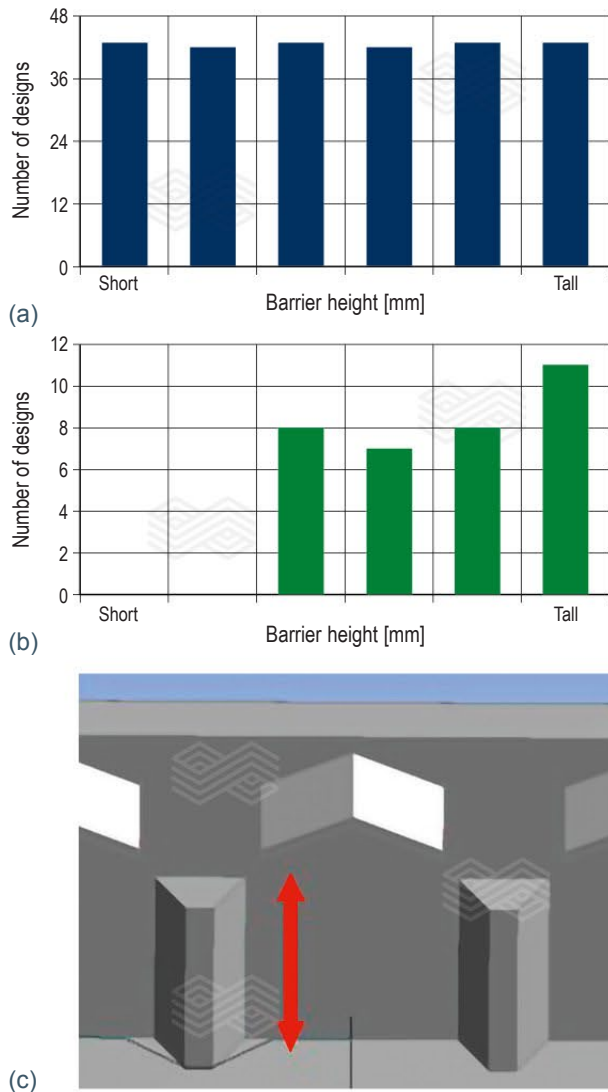 Number of designs
48
36
24
12
0
Short
Tall
Barrier height [mm]
(a)
Number of designs
12
10
8
6
4
2
0
Short
Tall
Barrier height [mm]
(b)
(c)